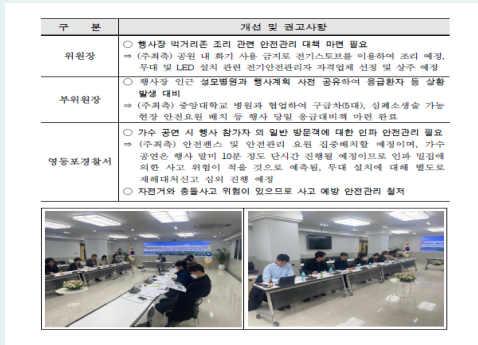 구 분 개선 및 권고사항
위원장
○ 행사장 먹거리존 조리 관련 안전관리 대책 마련 필요
⇒ (주최측) 공원 내 화기 사용 금지로 전기스토브를 이용하여 조리 예정,
무대 및 LED 설치 관련 전기안전관리자 자격업체 선정 및 상주 예정
부위원장
○ 행사장 인근 성모병원과 행사계획 사전 공유하여 응급환자 등 상황
발생 대비
⇒ (주최측) 중앙대학교 병원과 협업하여 구급차(5대), 심폐소생술 가능
현장 안전요원 배치 등 행사 당일 응급대비책 마련 완료
영등포경찰서
○ 가수 공연 시 행사 참가자 의 일반 방문객에 대한 인파 안전관리 필요
⇒ (주최측) 안전펜스 및 안전관리 요원 집중배치할 예정이며, 가수
공연은 행사 말미 10분 정도 단시간 진행될 예정이므로 인파 밀집에
의한 사고 위험이 적을 것으로 예측됨, 무대 설치에 대해 별도로
재해대처신고 심의 진행 예정
○ 자전거와 충돌사고 위험이 있으므로 사고 예방 안전관리 철저